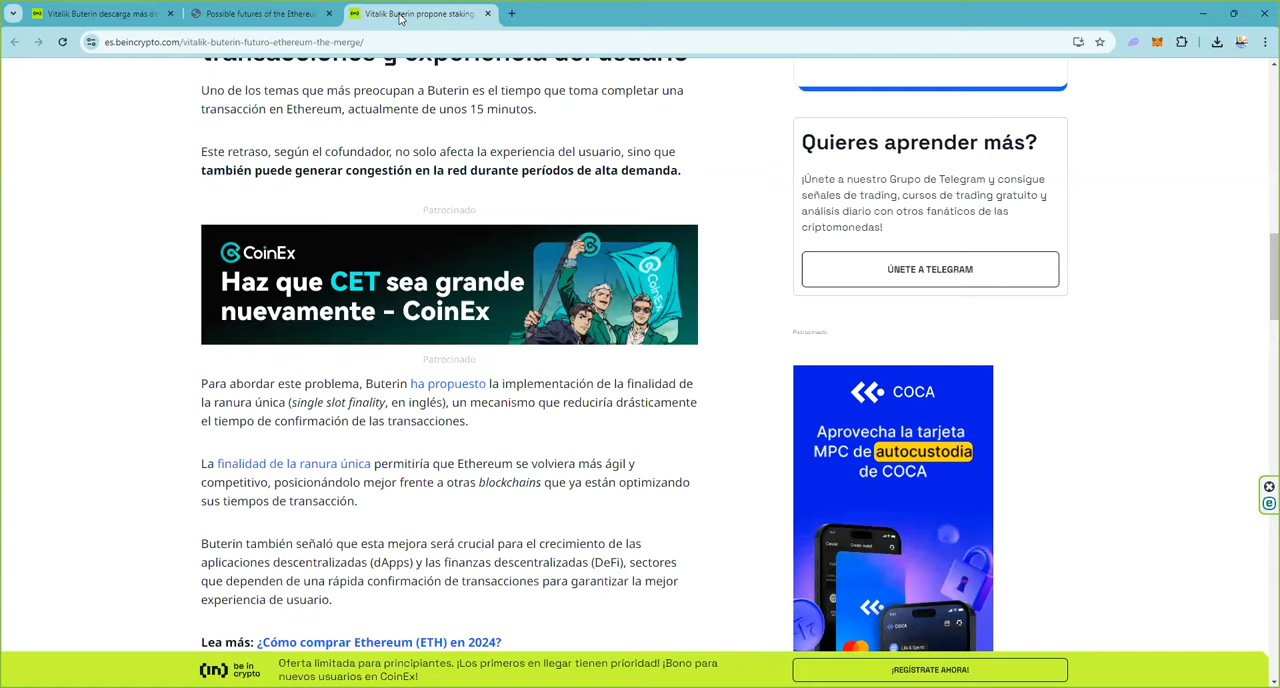 Vitalik Buterin descarga más de
Possible futures of the Ethereu
Vitalik Buterin propone staking
es.beincrypto.com/vitalik-buterin-futuro-ethereum-the-merge/
transacciones y experiencia del usuario
Uno de los temas que más preocupan a Buterin es el tiempo que toma completar una
transacción en Ethereum, actualmente de unos 15 minutos.
Este retraso, según el cofundador, no solo afecta la experiencia del usuario, sino que
también puede generar congestión en la red durante períodos de alta demanda.
Patrocinado
CoinEx
Haz que CET sea grande
nuevamente - CoinEx
Patrocinado
Para abordar este problema, Buterin ha propuesto la implementación de la finalidad de
la ranura única (single slot finality, en inglés), un mecanismo que reduciría drásticamente
el tiempo de confirmación de las transacciones.
La finalidad de la ranura única permitiría que Ethereum se volviera más ágil y
competitivo, posicionándolo mejor frente a otras blockchains que ya están optimizando
sus tiempos de transacción.
Buterin también señaló que esta mejora será crucial para el crecimiento de las
aplicaciones descentralizadas (dApps) y las finanzas descentralizadas (DeFi), sectores
que dependen de una rápida confirmación de transacciones para garantizar la mejor
experiencia de usuario.
Lea más: ¿Cómo comprar Ethereum (ETH) en 2024?
Quieres aprender más?
¡Únete a nuestro Grupo de Telegram y consigue
señales de trading, cursos de trading gratuito y
análisis diario con otros fanáticos de las
criptomonedas!
ÚNETE A TELEGRAM
Patrocinado
COCA
Aprovecha la tarjeta
MPC de autocustodia
de COCA
COCA
COCA
be in
crypto
Oferta limitada para principiantes. ¡Los primeros en llegar tienen prioridad! ¡Bono para
nuevos usuarios en CoinEx!
¡REGÍSTRATE AHORA!